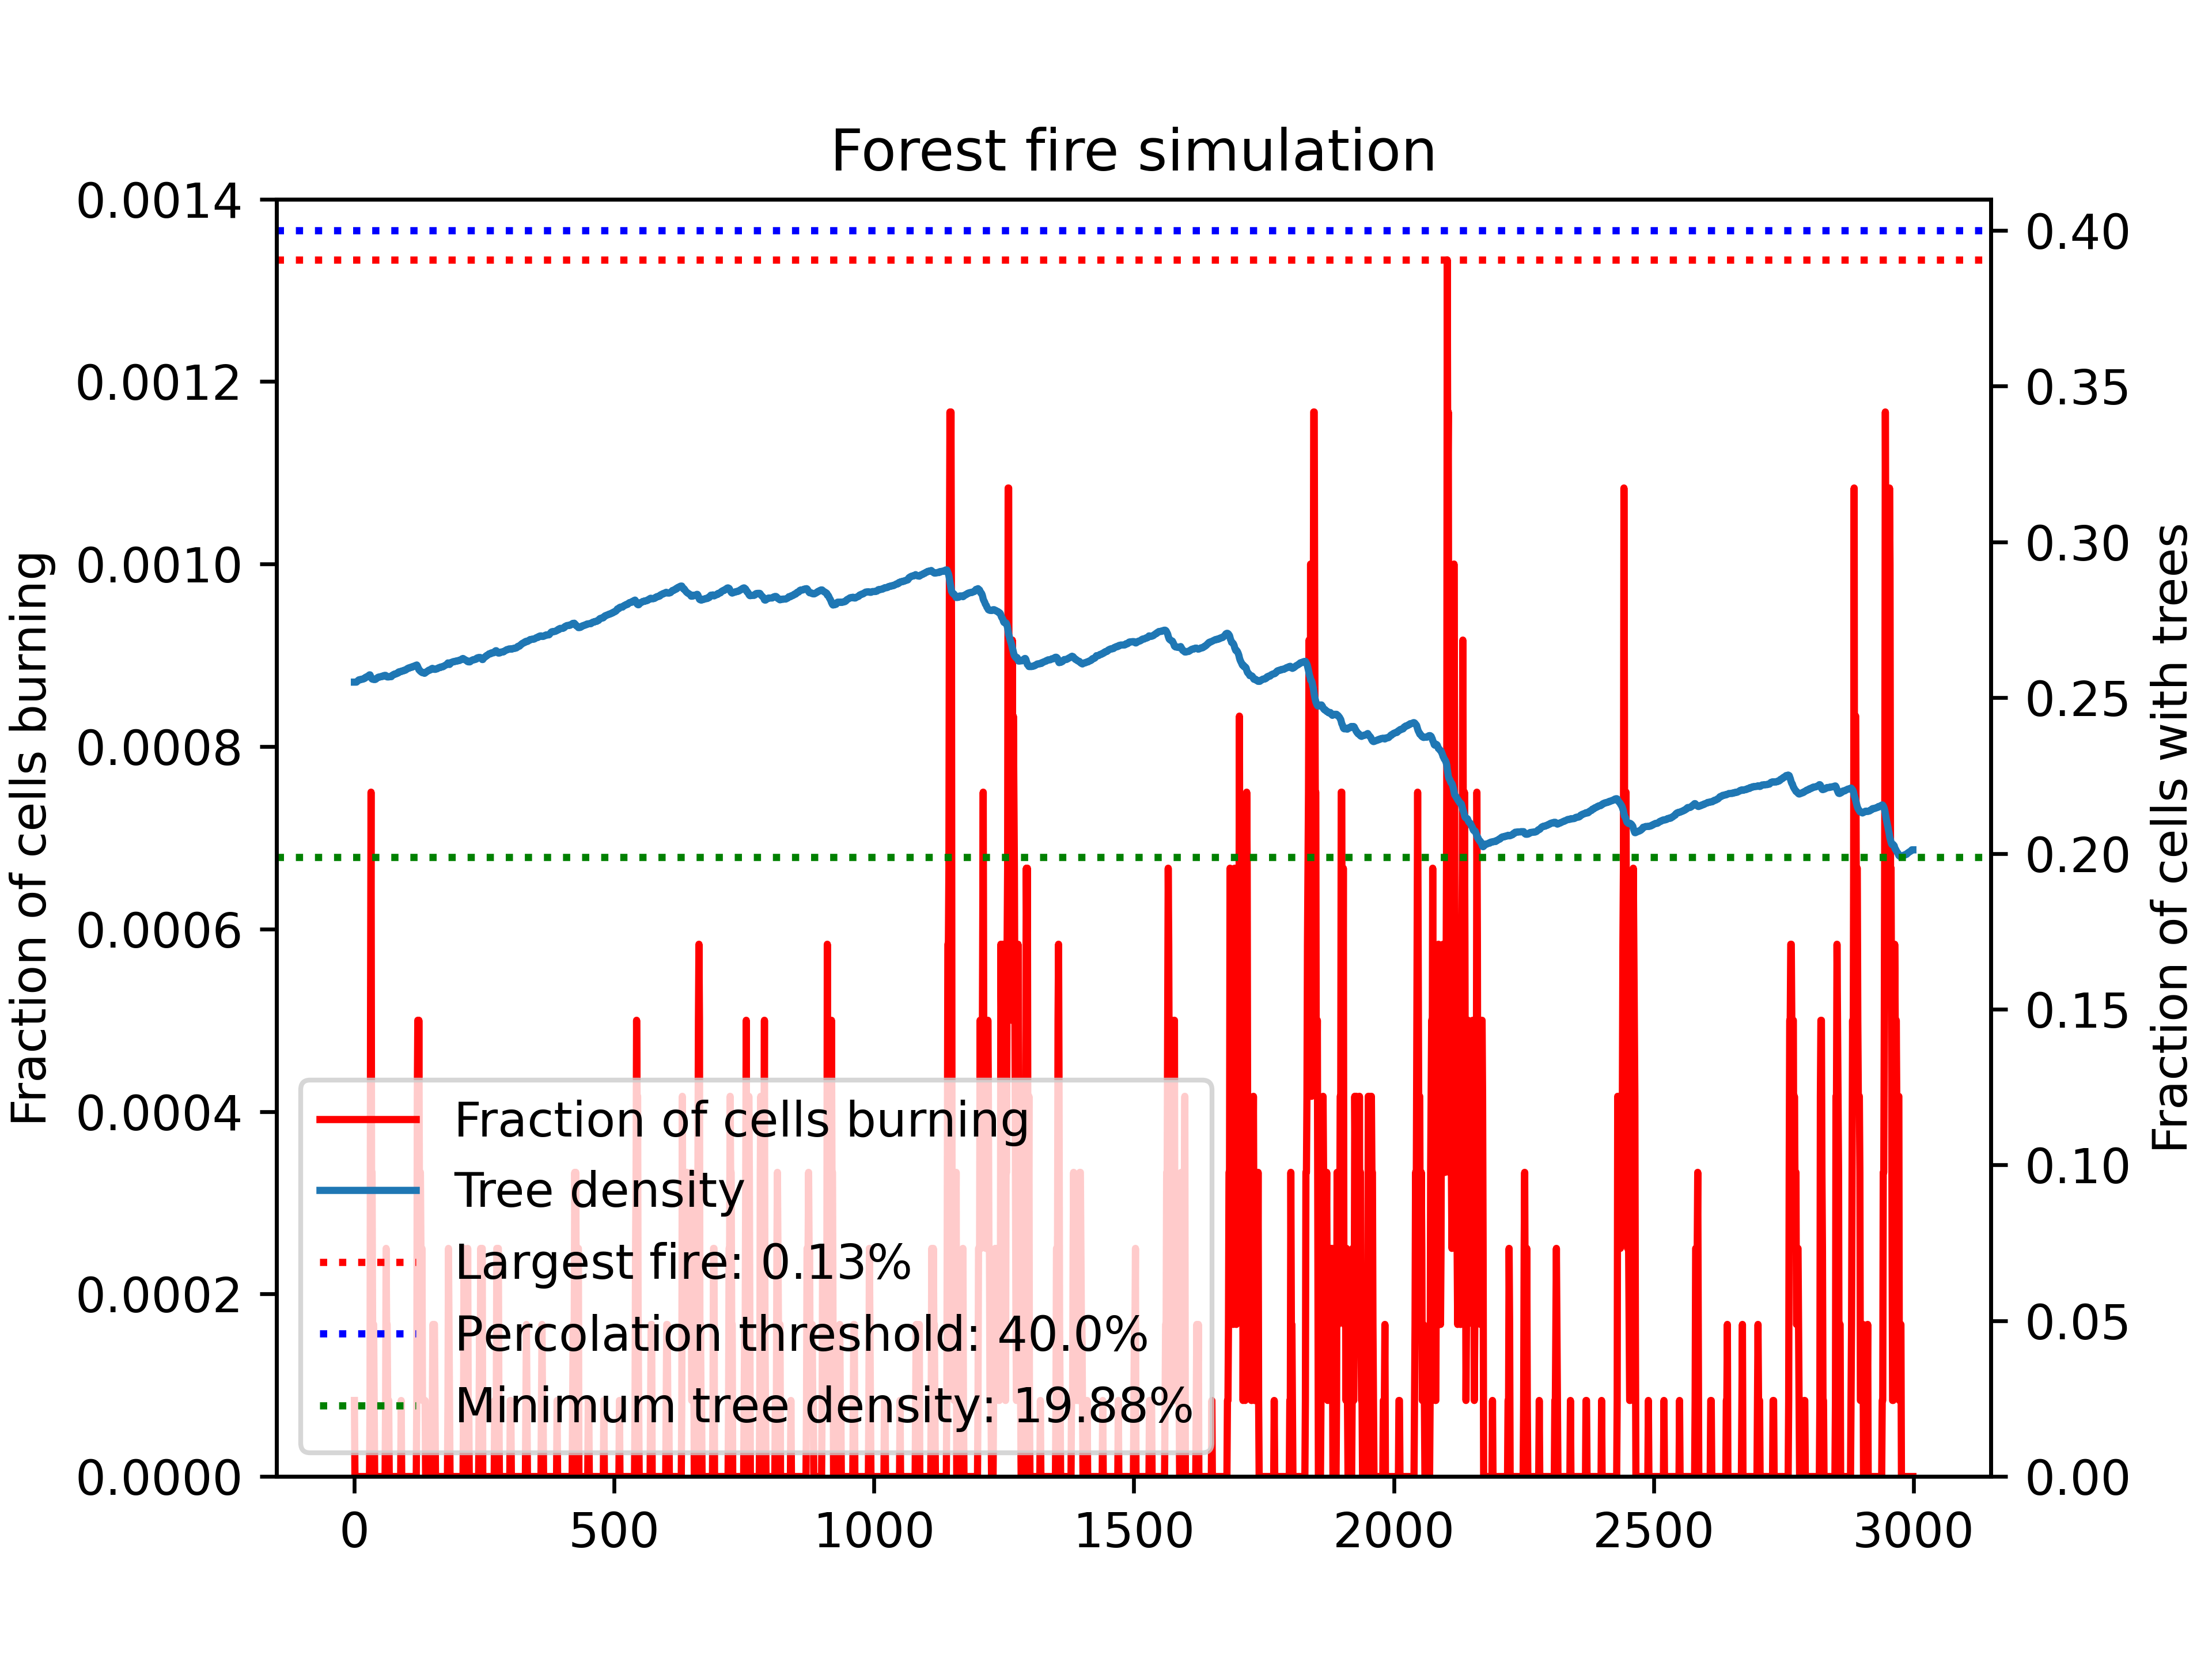 Forest fire simulation
0.0014
0.0012
0.0010
0.0008
0.0006
0.0004
0.0002
0.0000
Fraction of cells burning
0.40
0.35
0.30
0.25
0.20
0.15
0.10
0.05
0.00
Fraction of cells with trees
Fraction of cells burning
Tree density
Largest fire: 0.13%
Percolation threshold: 40.0%
Minimum tree density: 19.88%
0 500 1000 1500 2000 2500 3000